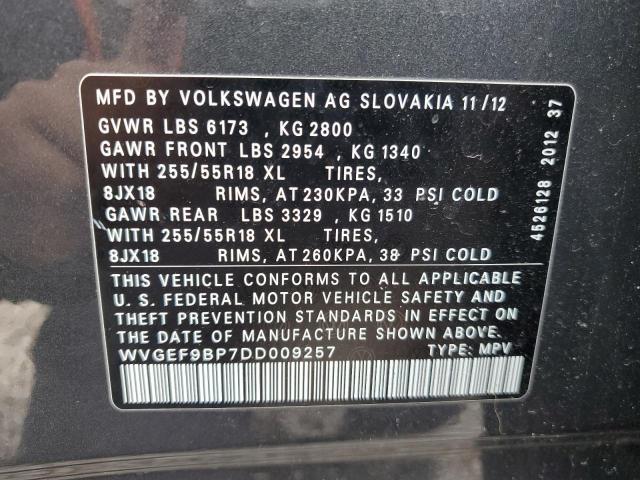 MFD BY VOLKSWAGEN AG SLOVAKIA 11/12
GVWR LBS 6173 , KG 2800
GAWR FRONT LBS 2954 , KG 1340
WITH 255/55R18 XL TIRES,
8JX18 RIMS, AT 230KPA, 33 PSI COLD
GAWR REAR LBS 3329 , KG 1510
WITH 255/55R18 XL TIRES,
8JX18 RIMS, AT 260KPA, 38 PSI COLD
THIS VEHICLE CONFORMS TO ALL APPLICABLE
U. S. FEDERAL MOTOR VEHICLE SAFETY AND
THEFT PREVENTION STANDARDS IN EFFECT ON
THE DATE OF MANUFACTURE SHOWN ABOVE.
WVGEF9BP7DD009257 TYPE: MPV
4526128 2012 37